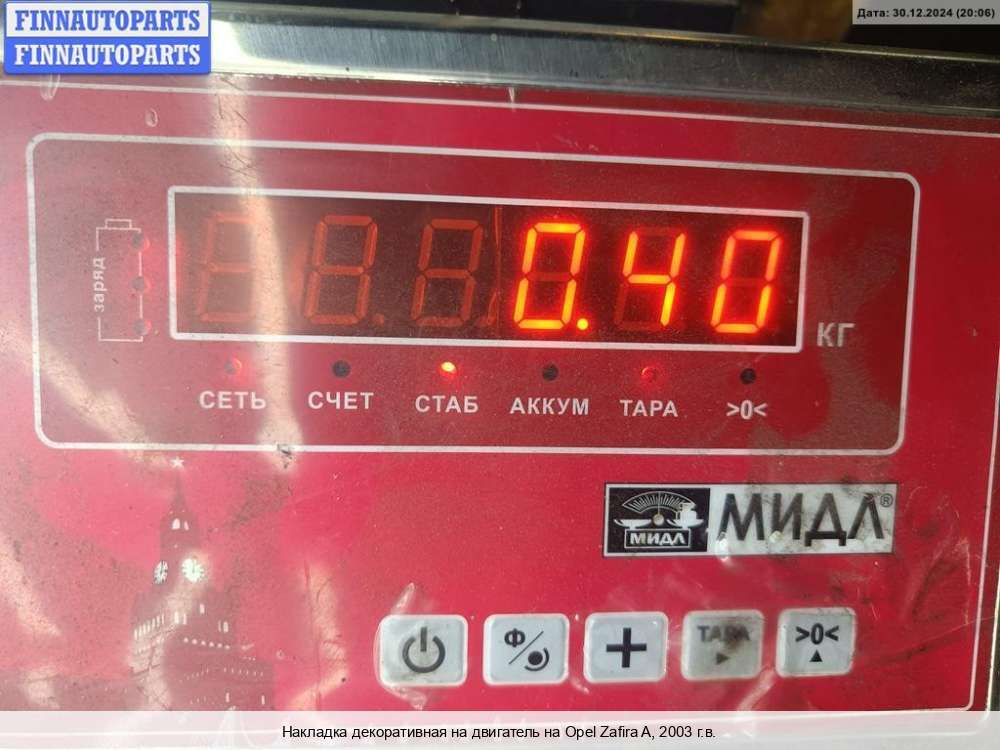 FINNAUTOPARTS
FINNAUTOPARTS
Дата: 30.12.2024 (20:06)
заряд
0.40
КГ
СЕТЬ СЧЕТ СТАБ АККУМ ТАРА >0<
МИДЛ МИДЛ®
Ф/ + ТАРА >0<
Накладка декоративная на двигатель на Opel Zafira A, 2003 г.в.